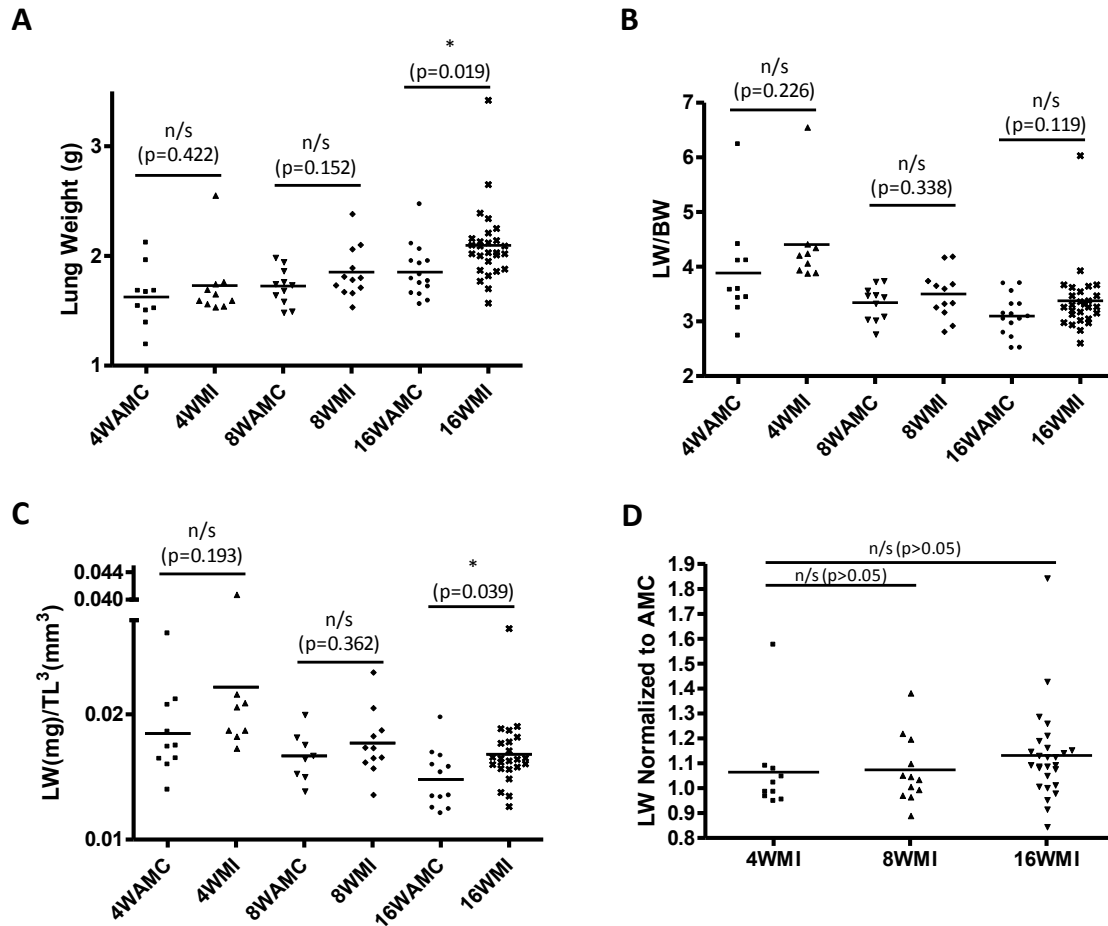 A
n/s
(p=0.422)
n/s
(p=0.152)
*
(p=0.019)
Lung Weight (g)
3
2
1
4WAMC
4WMI
8WAMC
8WMI
16WAMC
16WMI
B
n/s
(p=0.226)
n/s
(p=0.338)
n/s
(p=0.119)
LW/BW
7
6
5
4
3
2
4WAMC
4WMI
8WAMC
8WMI
16WAMC
16WMI
C
n/s
(p=0.193)
n/s
(p=0.362)
*
(p=0.039)
LW(mg)/TL³(mm³)
0.044
0.040
0.02
0.01
4WAMC
4WMI
8WAMC
8WMI
16WAMC
16WMI
D
n/s (p>0.05)
n/s (p>0.05)
LW Normalized to AMC
1.9
1.8
1.7
1.6
1.5
1.4
1.3
1.2
1.1
1.0
0.9
0.8
4WMI
8WMI
16WMI